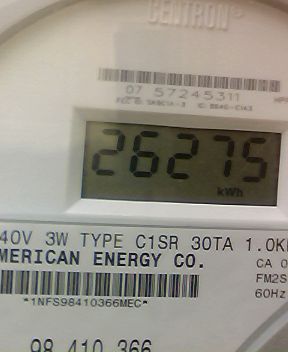 CENTRON®
07 57245311
26275
kWh
40V 3W TYPE C1SR 30TA 1.0K
MERICAN ENERGY CO.
CA 0
FM2S
60Hz
*1NFS98410366MEC*
98 410 366